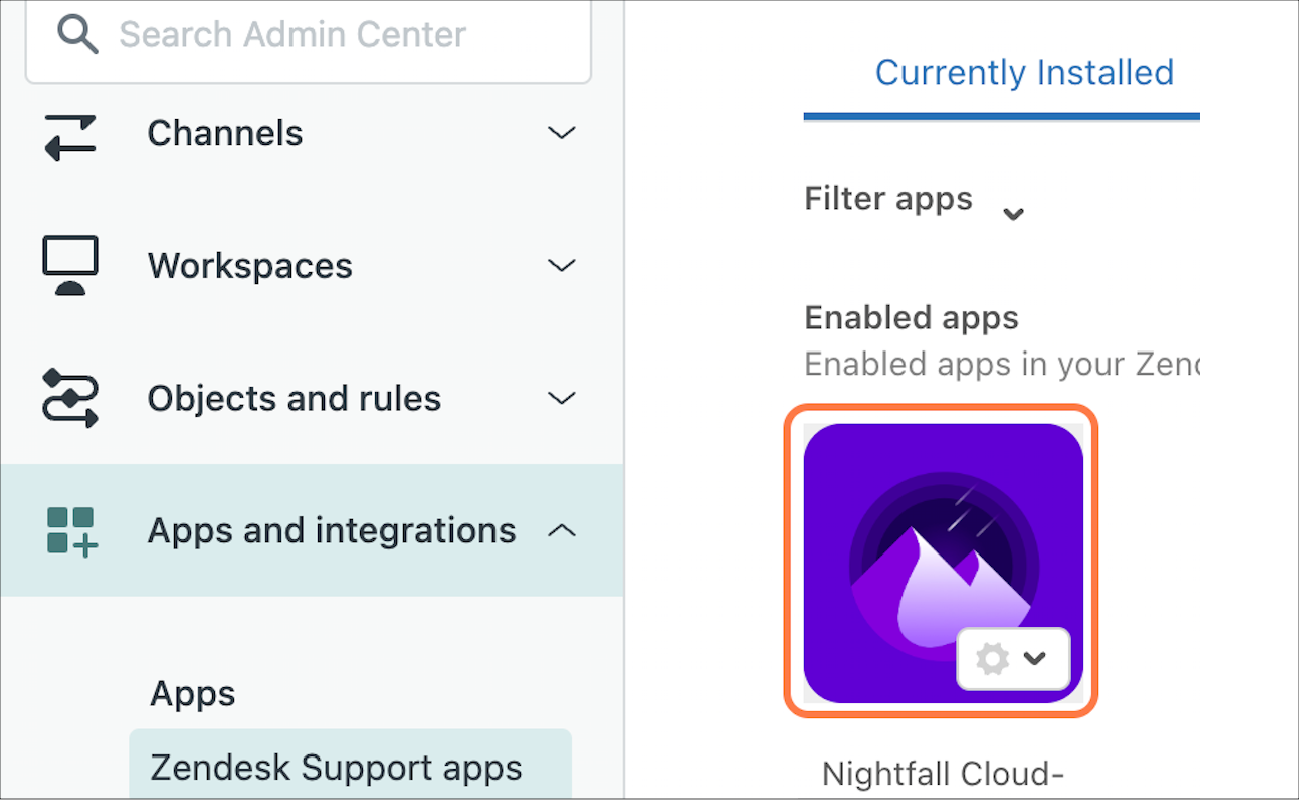 Search Admin Center
Channels
Workspaces
Objects and rules
Apps and integrations
Apps
Zendesk Support apps
Currently Installed
Filter apps
Enabled apps
Enabled apps in your
Nightfall Cloud-